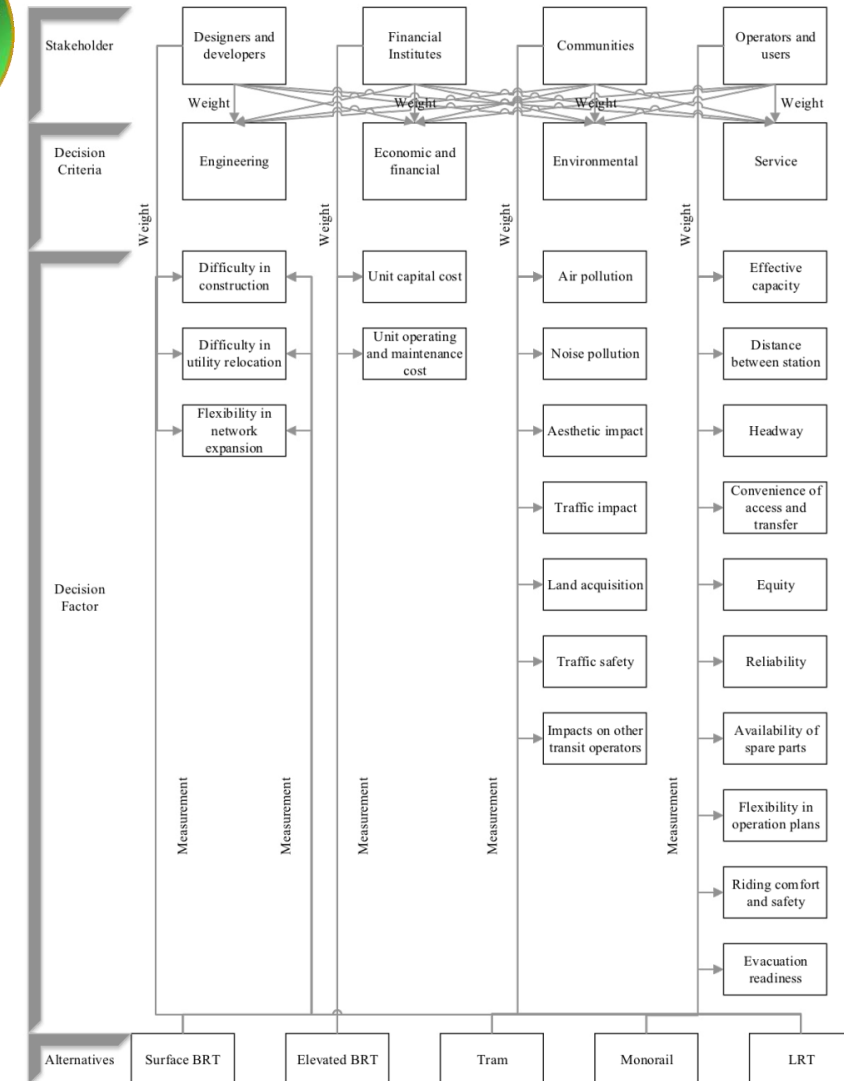 Stakeholder
Designers and
developers
Financial
Institutes
Communities
Operators and
users
Weight
Weight
Weight
Weight
Decision
Criteria
Engineering
Economic and
financial
Environmental
Service
Weight
Weight
Weight
Weight
Decision
Factor
Difficulty in
construction
Difficulty in
utility relocation
Flexibility in
network
expansion
Unit capital cost
Unit operating
and maintenance
cost
Air pollution
Noise pollution
Aesthetic impact
Traffic impact
Land acquisition
Traffic safety
Impacts on other
transit operators
Effective
capacity
Distance
between station
Headway
Convenience of
access and
transfer
Equity
Reliability
Availability of
spare parts
Flexibility in
operation plans
Riding comfort
and safety
Evacuation
readiness
Measurement
Measurement
Measurement
Measurement
Measurement
Alternatives
Surface BRT
Elevated BRT
Tram
Monorail
LRT